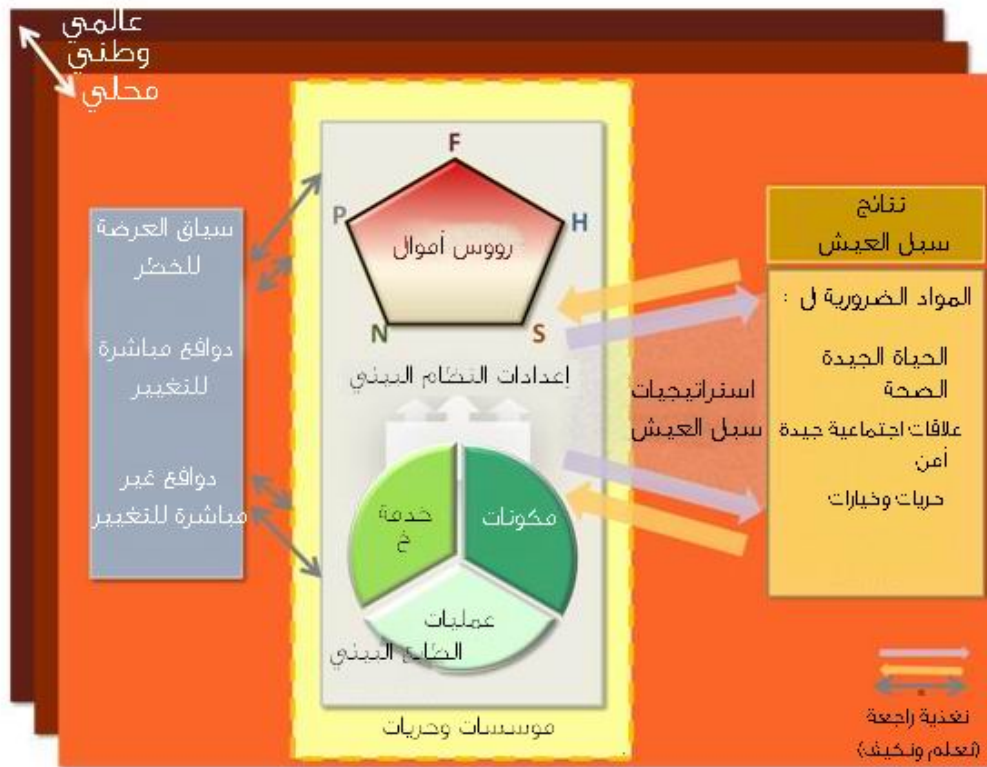 عالمي
وطني
محلي
سياق العرضة
للخطر
دوافع مباشرة
للتغيير
دوافع غير
مباشرة للتغيير
F
P
H
رووس أموال
N
S
إعدادات النظام البيئي
خدمة
خ
مكونات
عمليات
الطابع البيئي
موسسات وحريات
استراتيجيات
سبل العيش
نتائج
سبل العيش
المواد الضرورية ل :
الحياة الجيدة
الصحة
علاقات اجتماعية جيدة
أمن
حريات وخيارات
تغذية راجعة
(تعلم وتكيف)